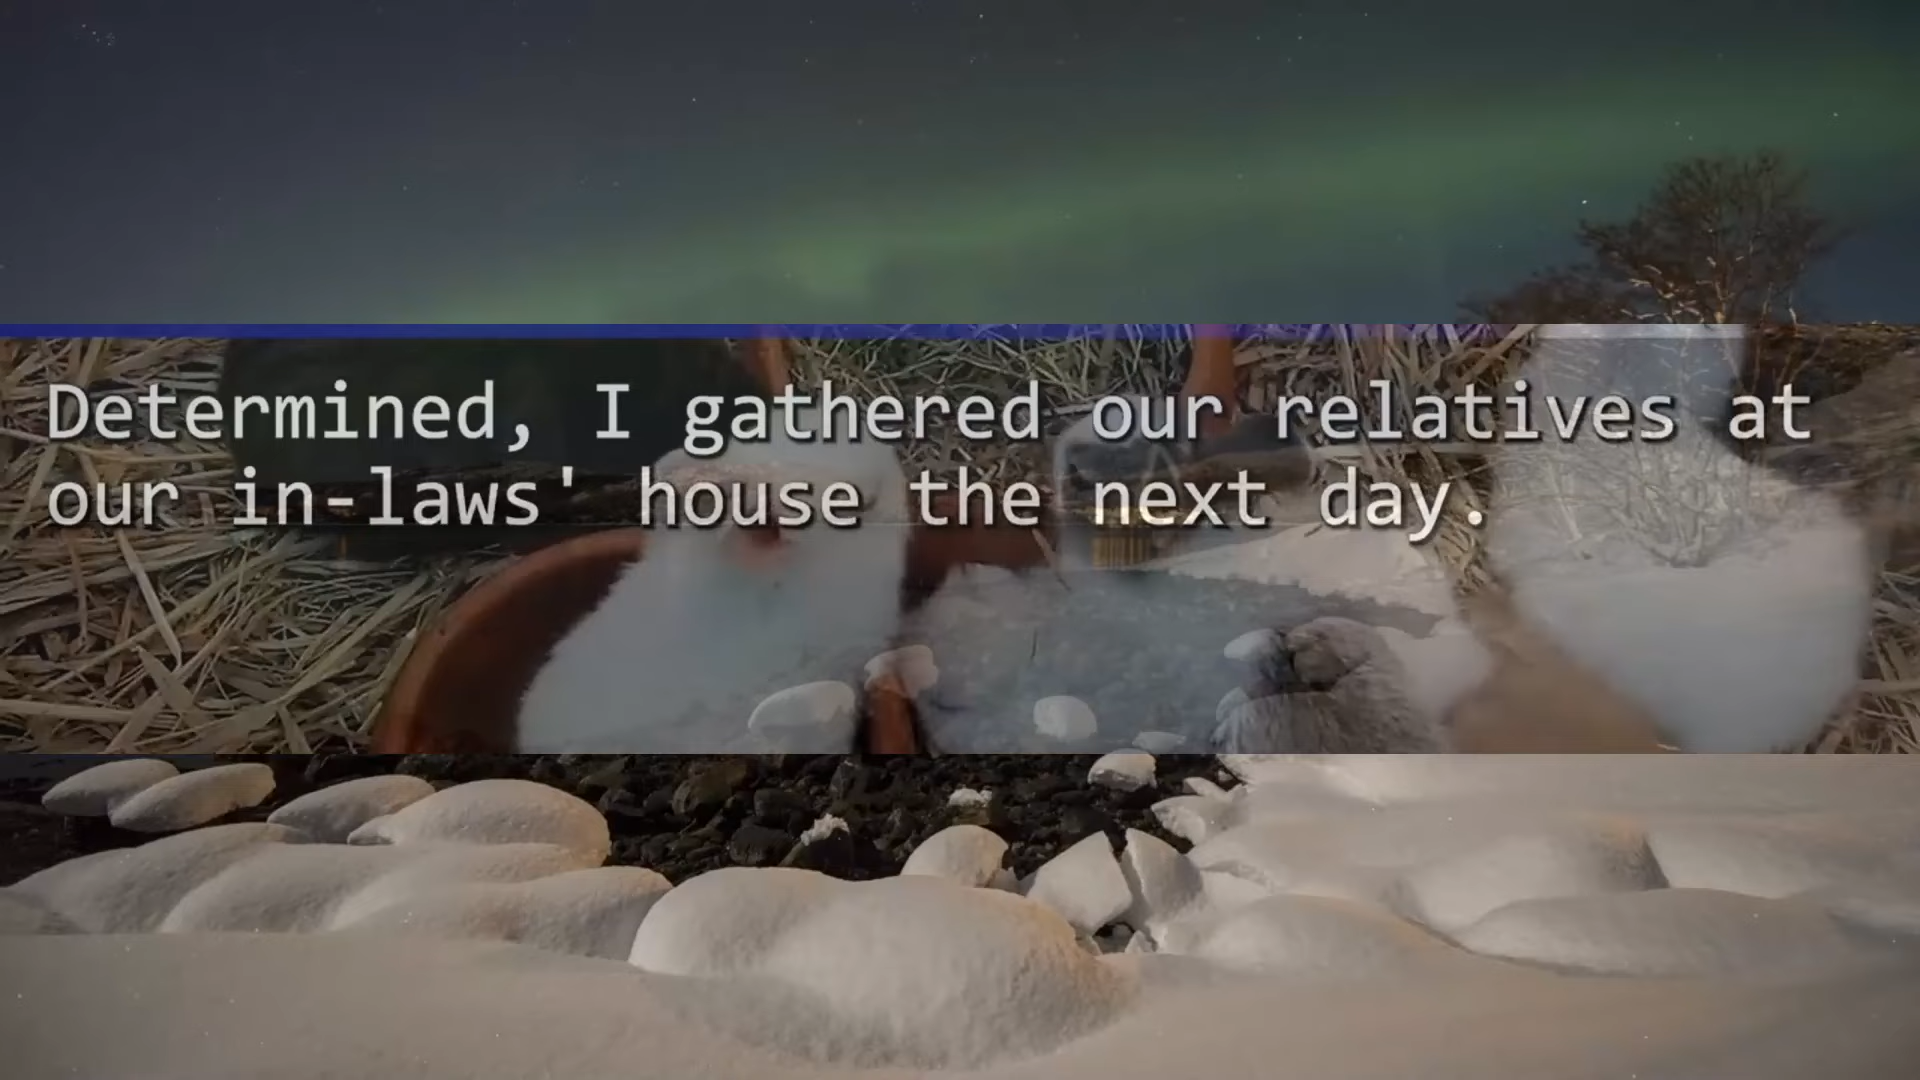 Determined, I gathered our relatives at
our in-laws' house the next day.